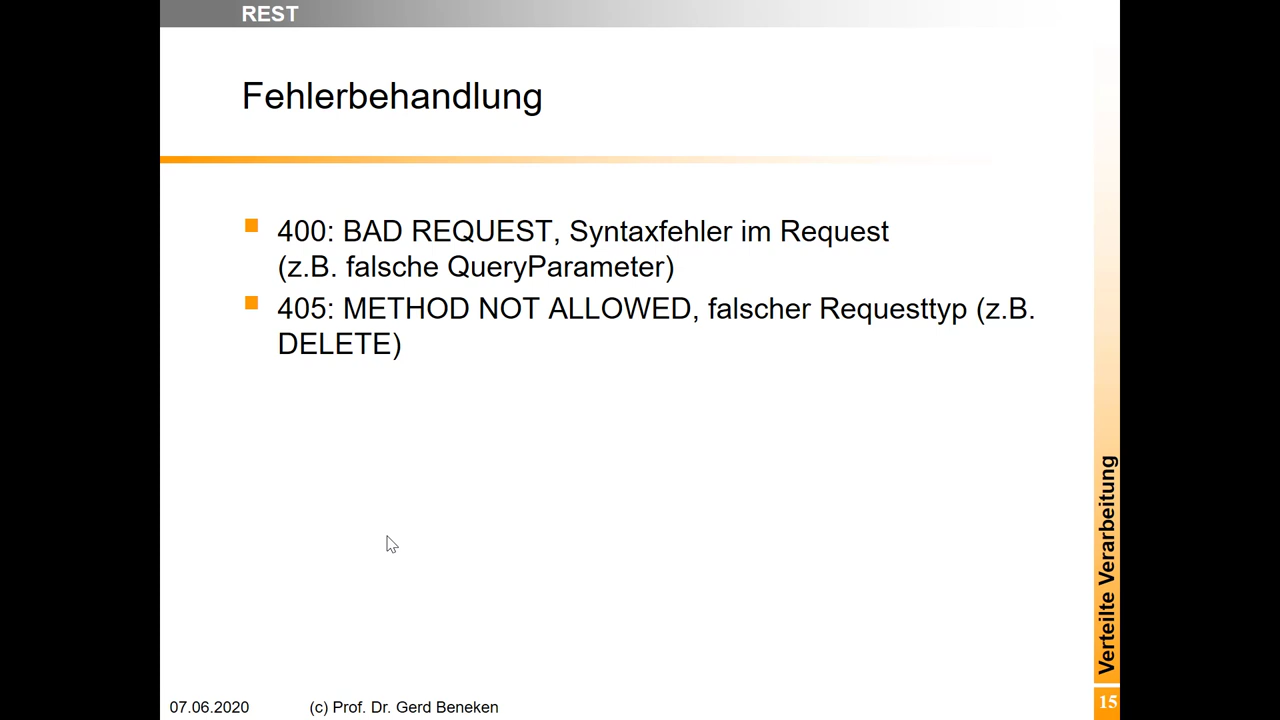 REST
Fehlerbehandlung
400: BAD REQUEST, Syntaxfehler im Request
(z.B. falsche QueryParameter)
405: METHOD NOT ALLOWED, falscher Requesttyp (z.B.
DELETE)
Verteilte Verarbeitung
07.06.2020
(c) Prof. Dr. Gerd Beneken
15